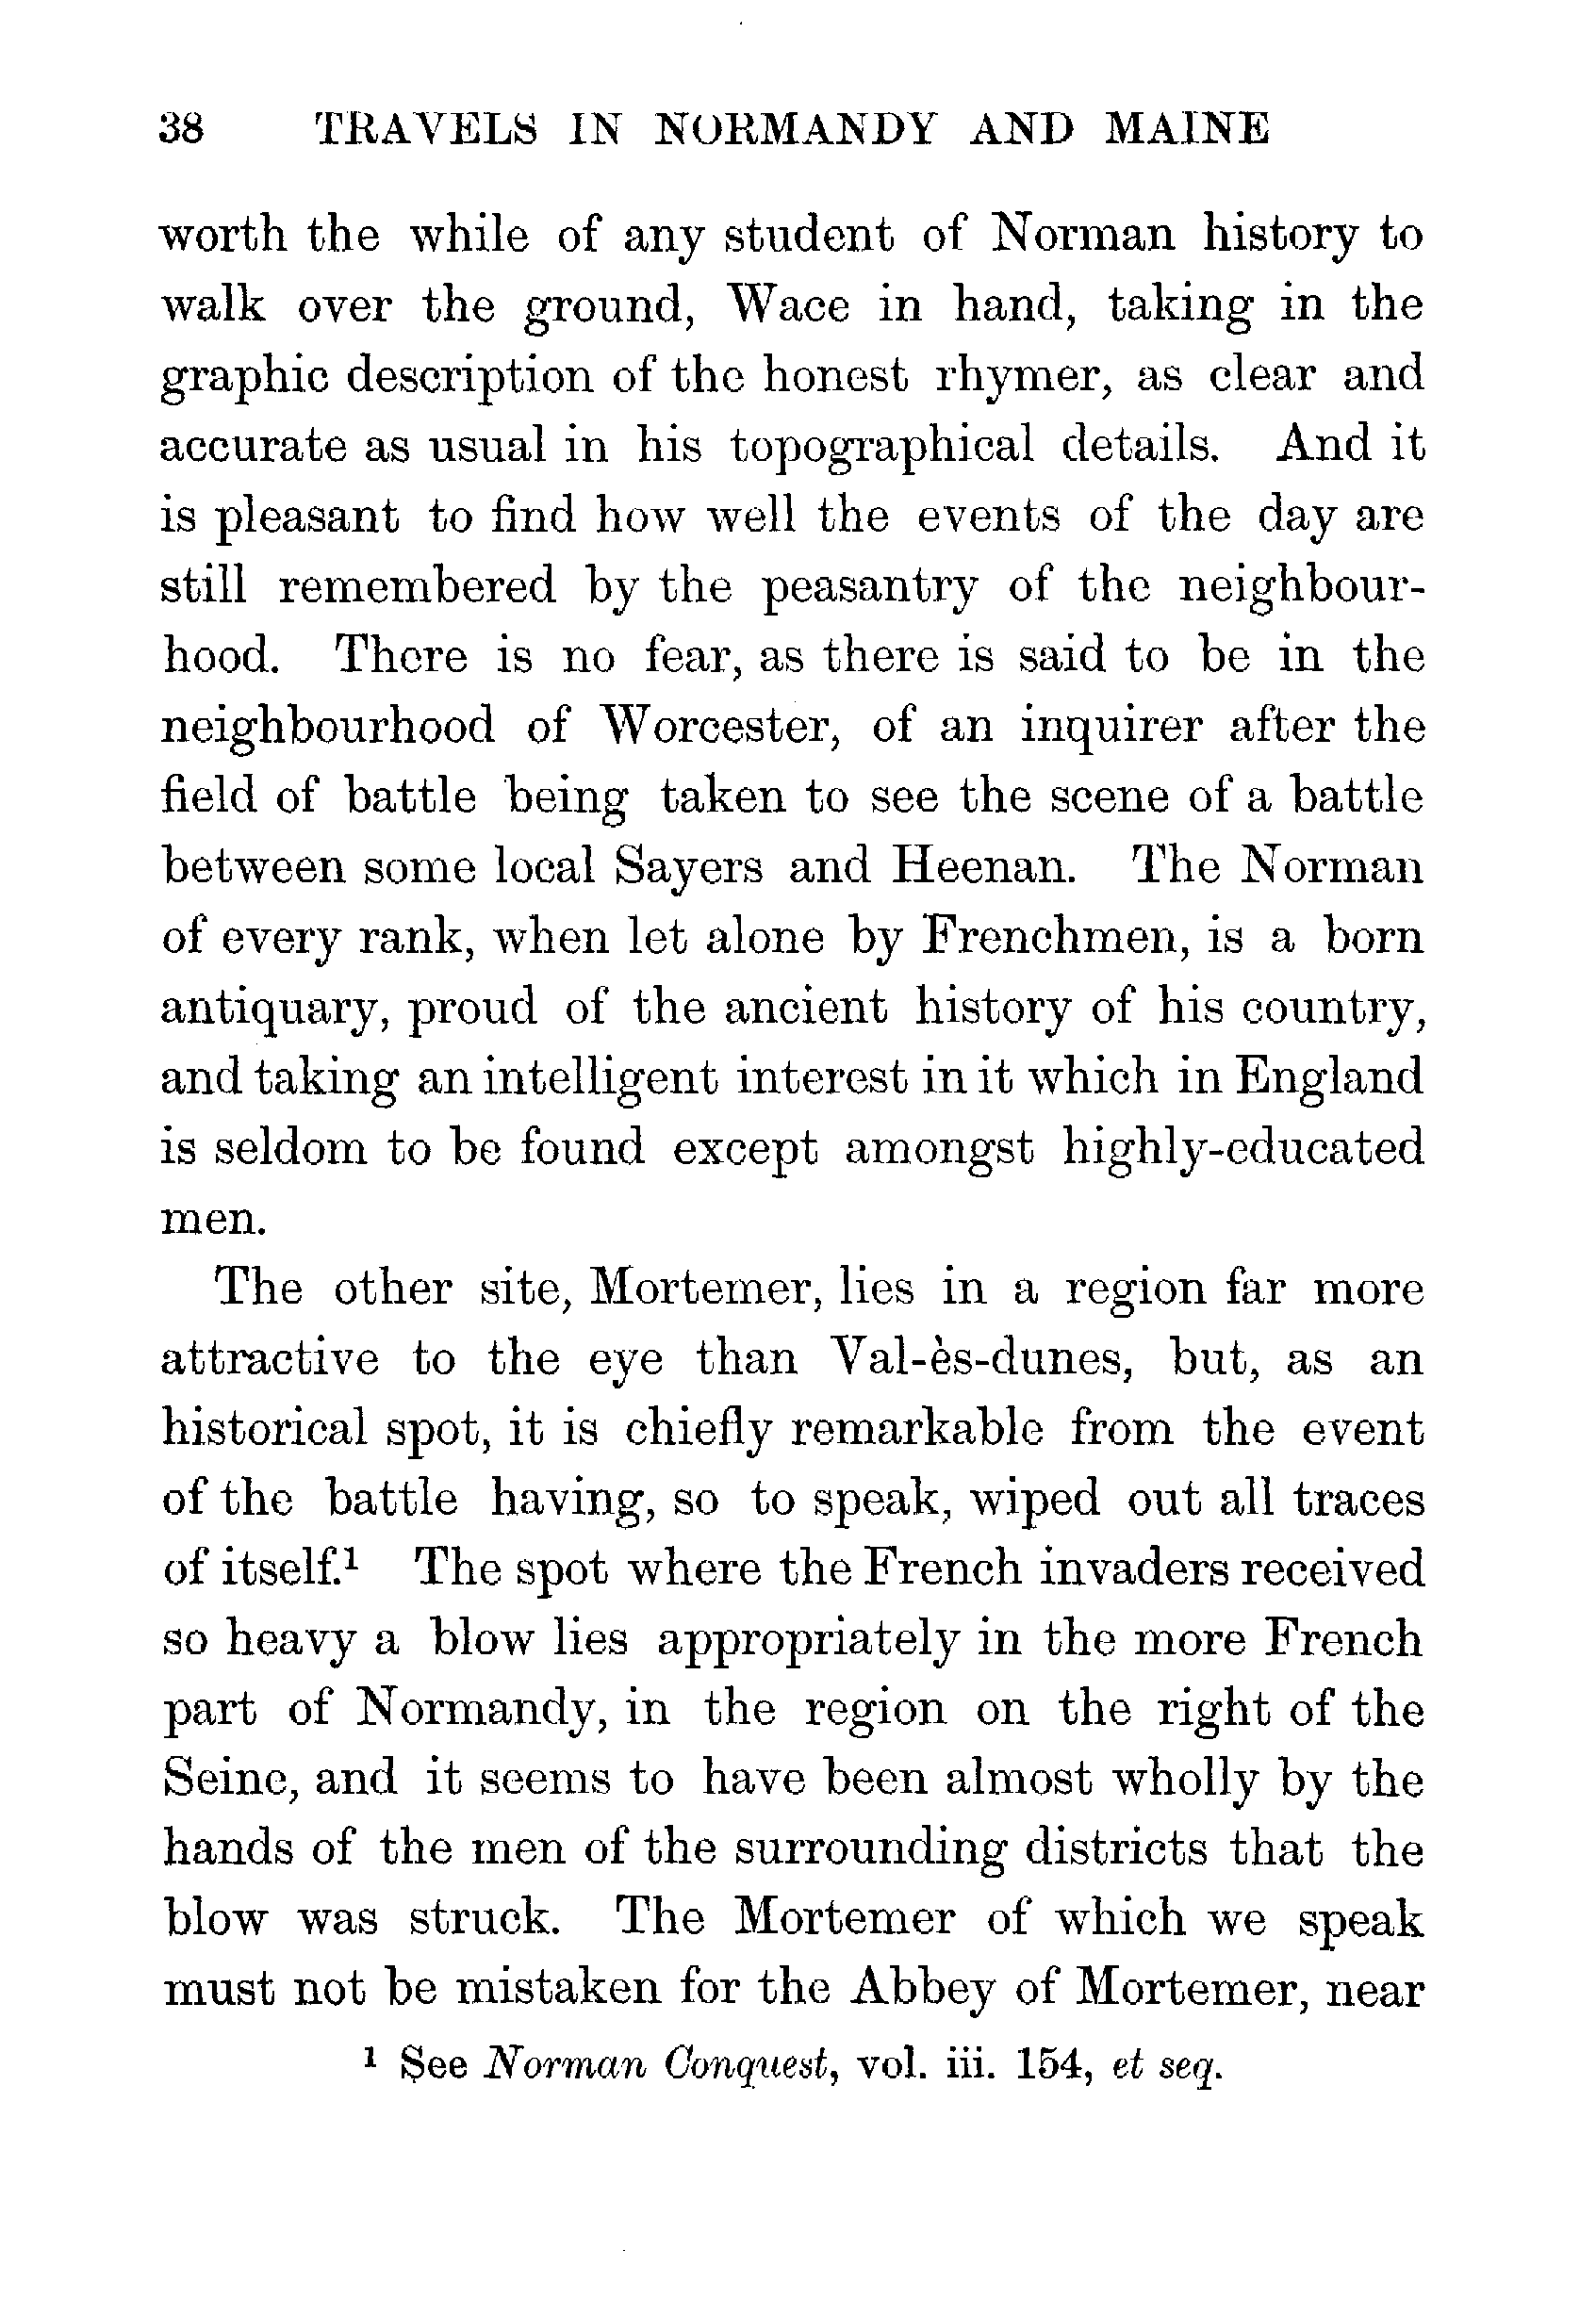 38 TRAVELS IN NORMANDY AND MAINE
worth the while of any student of Norman history to
walk over the ground, Wace in hand, taking in the
graphic description of the honest rhymer, as clear and
accurate as usual in his topographical details. And it
is pleasant to find how well the events of the day are
still remembered by the peasantry of the neighbour-
hood. There is no fear, as there is said to be in the
neighbourhood of Worcester, of an inquirer after the
field of battle being taken to see the scene of a battle
between some local Sayers and Heenan. The Norman
of every rank, when let alone by Frenchmen, is a born
antiquary, proud of the ancient history of his country,
and taking an intelligent interest in it which in England
is seldom to be found except amongst highly-educated
men.
The other site, Mortemer, lies in a region far more
attractive to the eye than Val-ès-dunes, but, as an
historical spot, it is chiefly remarkable from the event
of the battle having, so to speak, wiped out all traces
of itself.¹ The spot where the French invaders received
so heavy a blow lies appropriately in the more French
part of Normandy, in the region on the right of the
Seine, and it seems to have been almost wholly by the
hands of the men of the surrounding districts that the
blow was struck. The Mortemer of which we speak
must not be mistaken for the Abbey of Mortemer, near
¹ See Norman Conquest, vol. iii. 154, et seq.